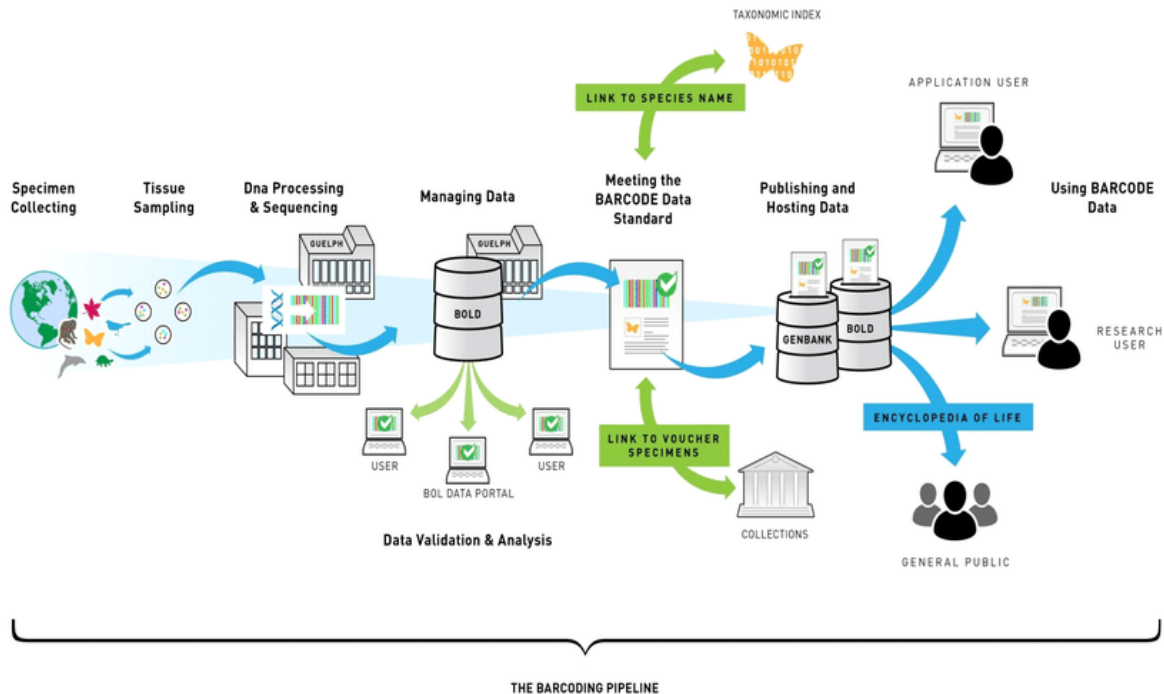 TAXONOMIC INDEX
LINK TO SPECIES NAME
APPLICATION USER
Specimen
Collecting
Tissue
Sampling
Dna Processing
& Sequencing
Managing Data
Meeting the
BARCODE Data
Standard
Publishing and
Hosting Data
Using BARCODE
Data
GUELPH
GUELPH
BOLD
GENBANK
BOLD
RESEARCH
USER
USER
BOL DATA PORTAL
USER
LINK TO VOUCHER
SPECIMENS
ENCYCLOPEDIA OF LIFE
COLLECTIONS
Data Validation & Analysis
GENERAL PUBLIC
THE BARCODING PIPELINE